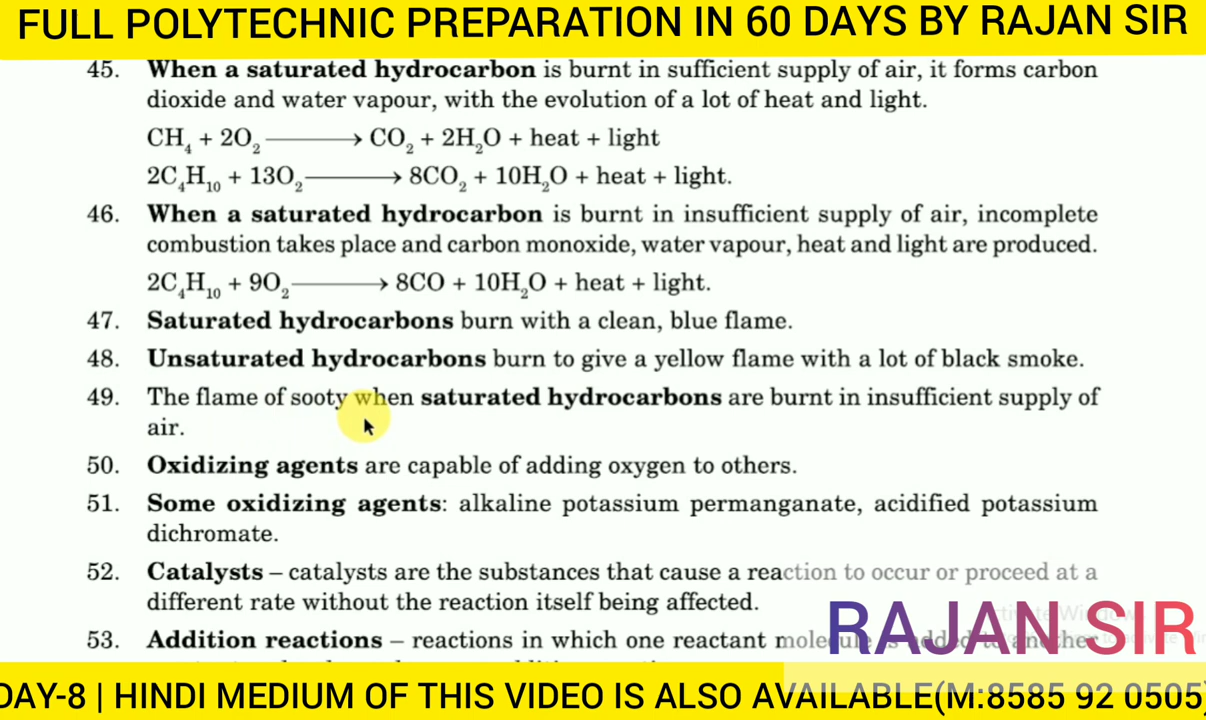 FULL POLYTECHNIC PREPARATION IN 60 DAYS BY RAJAN SIR
45. When a saturated hydrocarbon is burnt in sufficient supply of air, it forms carbon
dioxide and water vapour, with the evolution of a lot of heat and light.
CH₄ + 2O₂ ⟶ CO₂ + 2H₂O + heat + light
2C₄H₁₀ + 13O₂ ⟶ 8CO₂ + 10H₂O + heat + light.
46. When a saturated hydrocarbon is burnt in insufficient supply of air, incomplete
combustion takes place and carbon monoxide, water vapour, heat and light are produced.
2C₄H₁₀ + 9O₂ ⟶ 8CO + 10H₂O + heat + light.
47. Saturated hydrocarbons burn with a clean, blue flame.
48. Unsaturated hydrocarbons burn to give a yellow flame with a lot of black smoke.
49. The flame of sooty when saturated hydrocarbons are burnt in insufficient supply of
air.
50. Oxidizing agents are capable of adding oxygen to others.
51. Some oxidizing agents: alkaline potassium permanganate, acidified potassium
dichromate.
52. Catalysts – catalysts are the substances that cause a reaction to occur or proceed at a
different rate without the reaction itself being affected.
53. Addition reactions – reactions in which one reactant another
RAJAN SIR
DAY-8 | HINDI MEDIUM OF THIS VIDEO IS ALSO AVAILABLE(M:8585 92 0505)